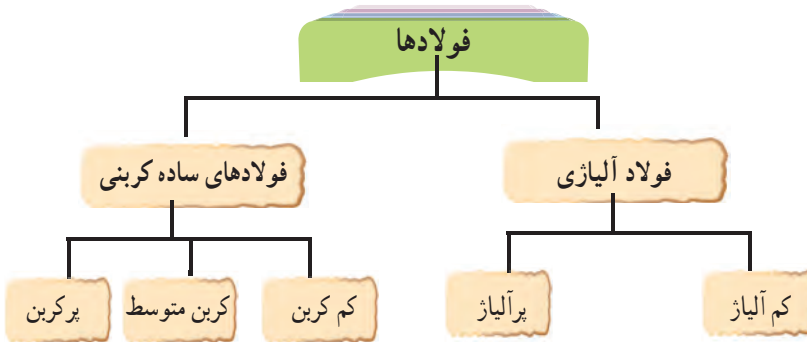 فولادها
فولاد آلیاژی
فولادهای ساده کربنی
کم آلیاژ
پرآلیاژ
کم کربن
کربن متوسط
پرکربن